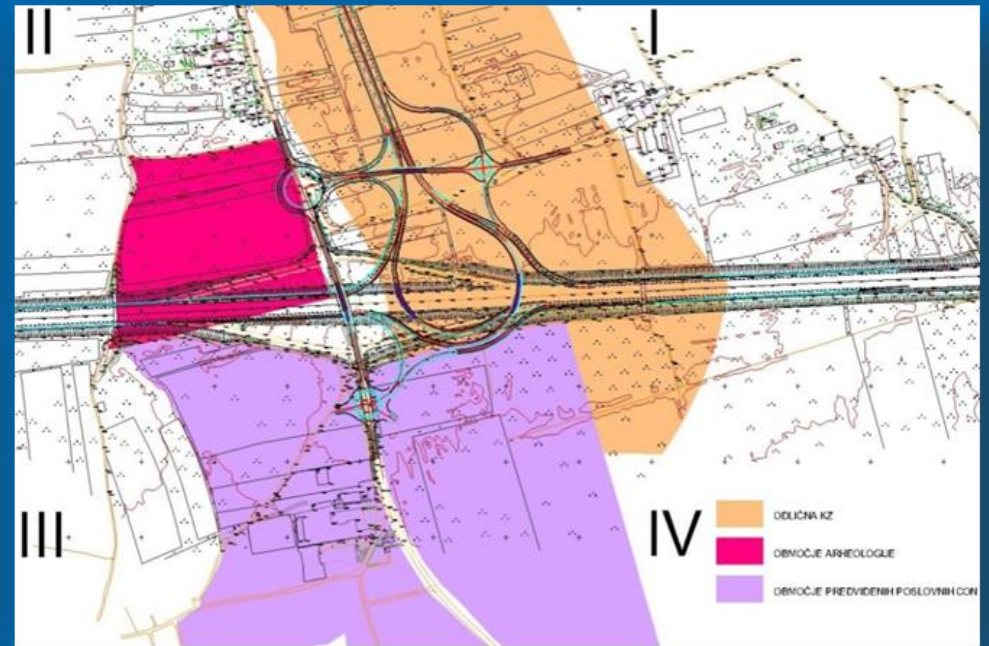 II
I
III
IV
ODLIČNA KZ
OBMOČJE ARHEOLOGIJE
OBMOČJE PREDVIDENIH POSLOVNIH CON